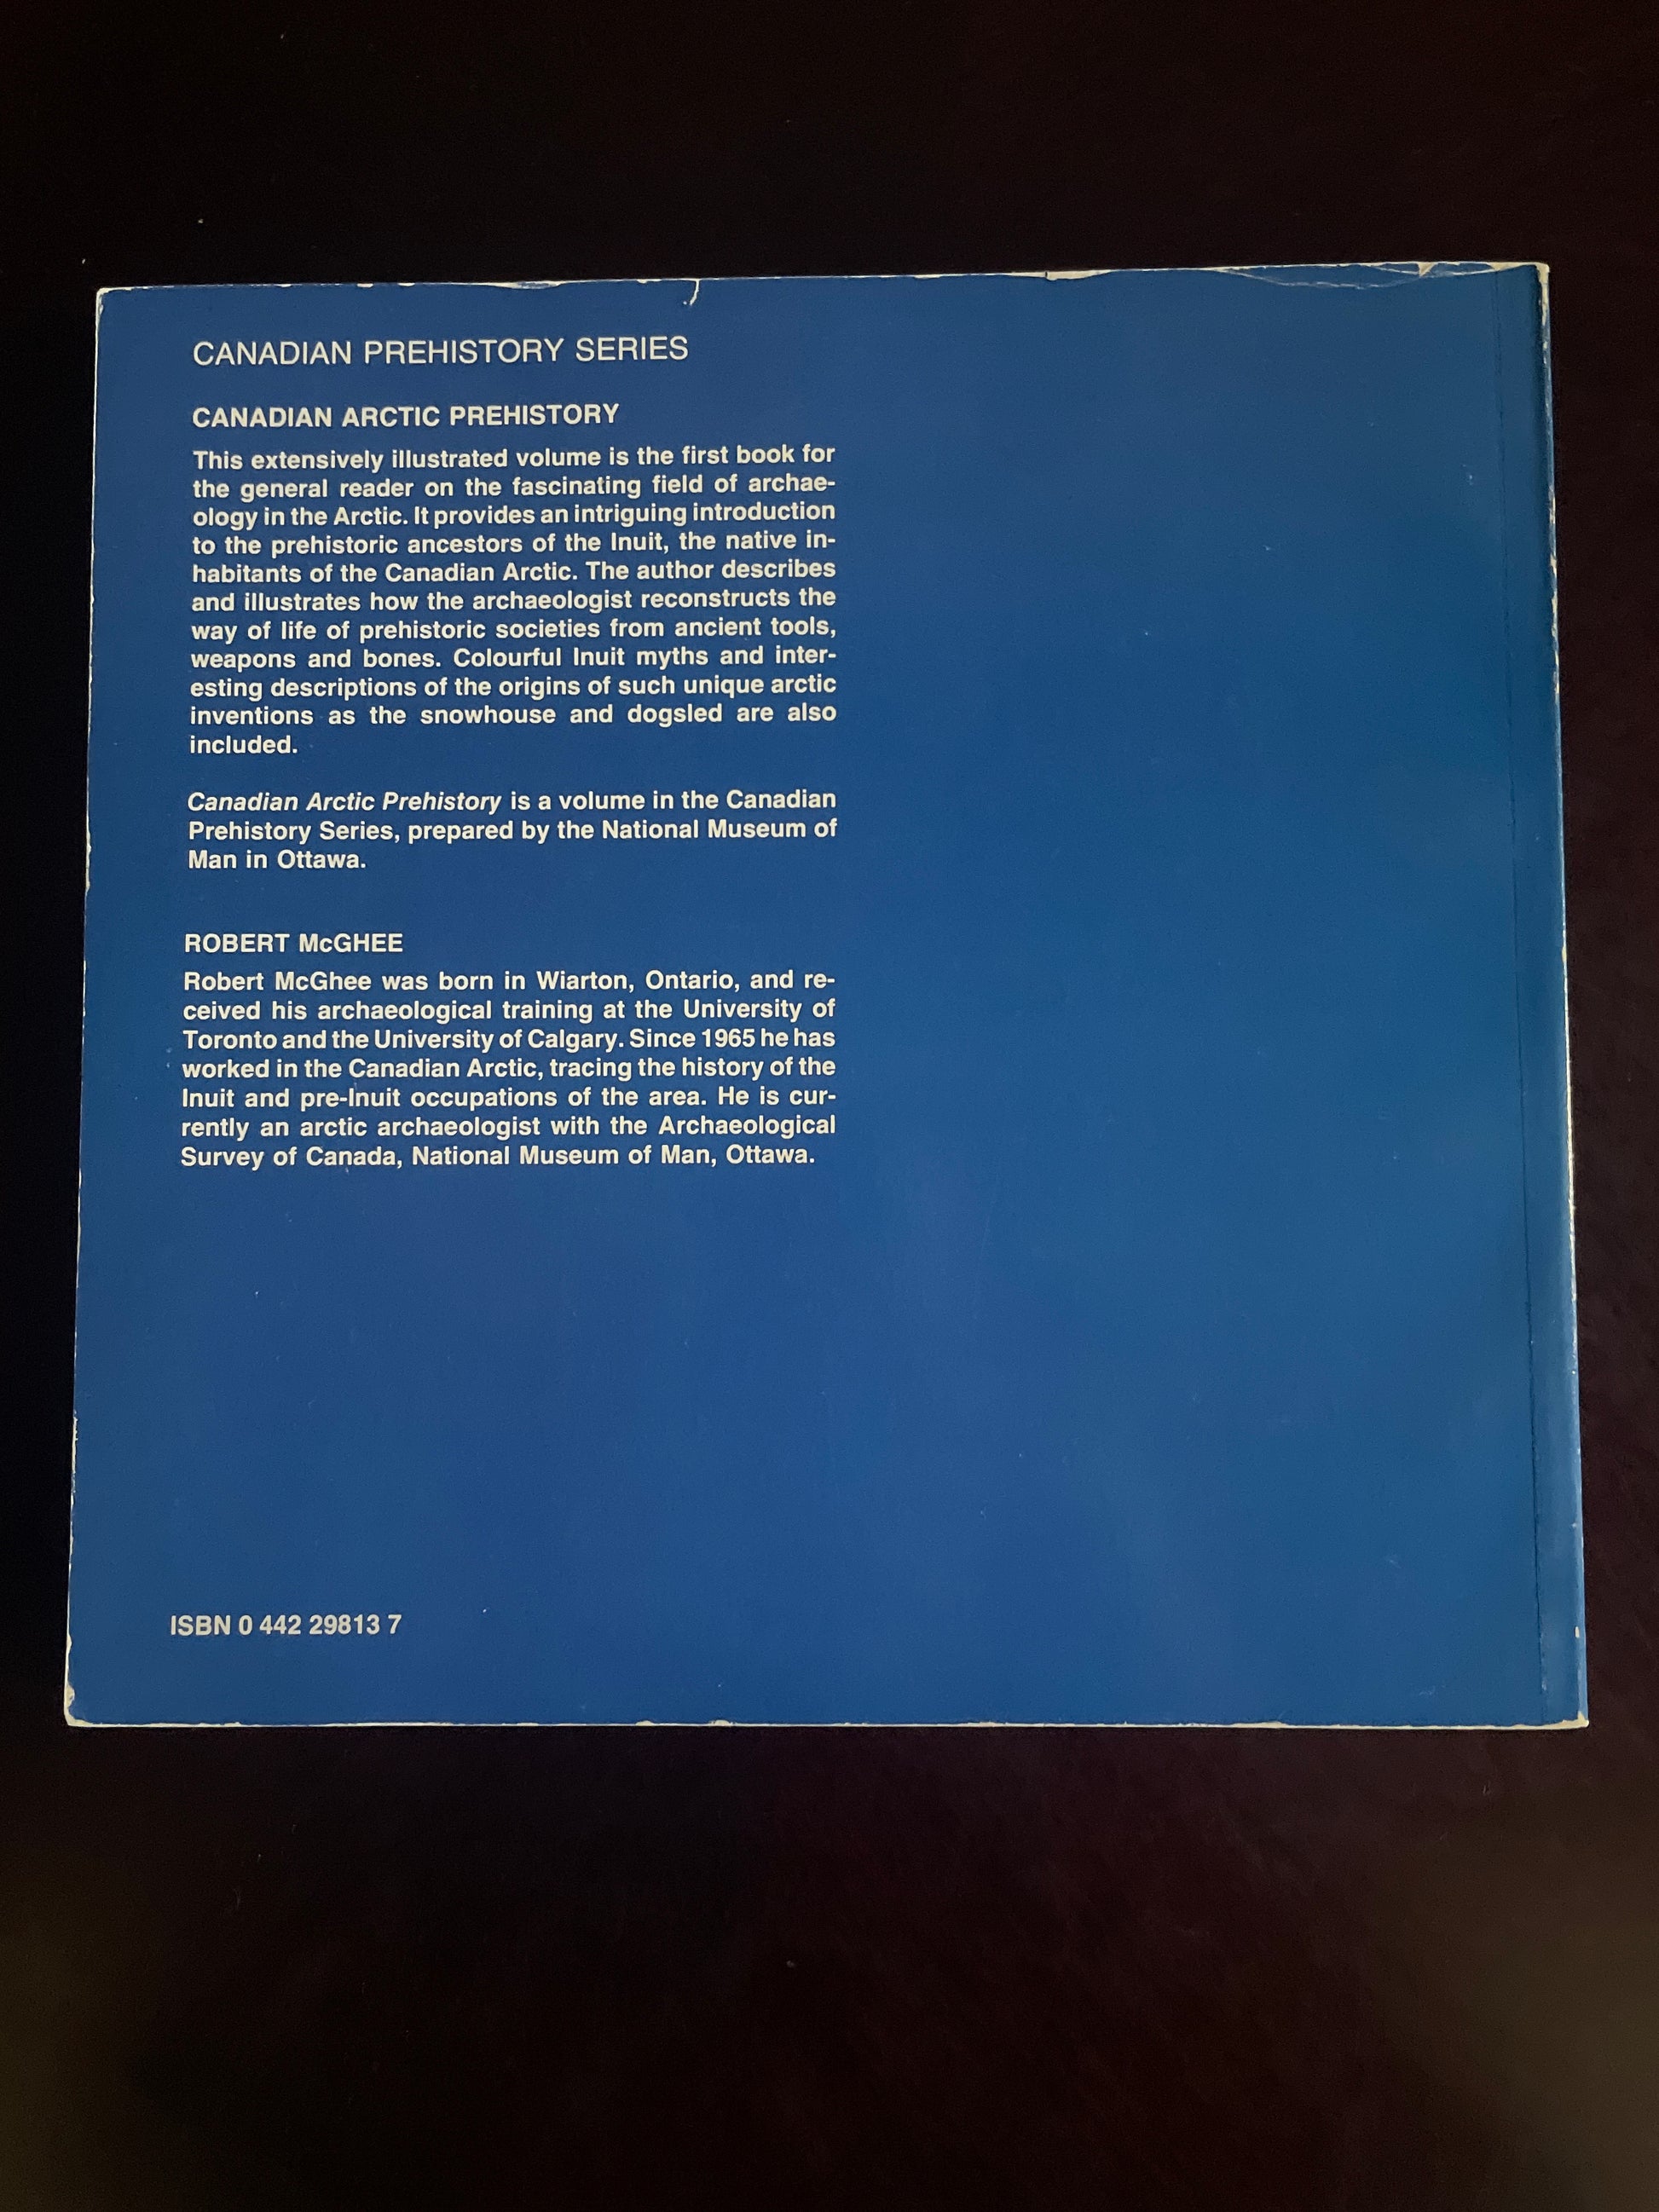 CANADIAN PREHISTORY SERIES
CANADIAN ARCTIC PREHISTORY
This extensively illustrated volume is the first book for
the general reader on the fascinating field of archae-
ology in the Arctic. It provides an intriguing introduction
to the prehistoric ancestors of the Inuit, the native in-
habitants of the Canadian Arctic. The author describes
and illustrates how the archaeologist reconstructs the
way of life of prehistoric societies from ancient tools,
weapons and bones. Colourful Inuit myths and inter-
esting descriptions of the origins of such unique arctic
inventions as the snowhouse and dogsled are also
included.
Canadian Arctic Prehistory is a volume in the Canadian
Prehistory Series, prepared by the National Museum of
Man in Ottawa.
ROBERT McGHEE
Robert McGhee was born in Wiarton, Ontario, and re-
ceived his archaeological training at the University of
Toronto and the University of Calgary. Since 1965 he has
worked in the Canadian Arctic, tracing the history of the
Inuit and pre-Inuit occupations of the area. He is cur-
rently an arctic archaeologist with the Archaeological
Survey of Canada, National Museum of Man, Ottawa.
ISBN 0 442 29813 7